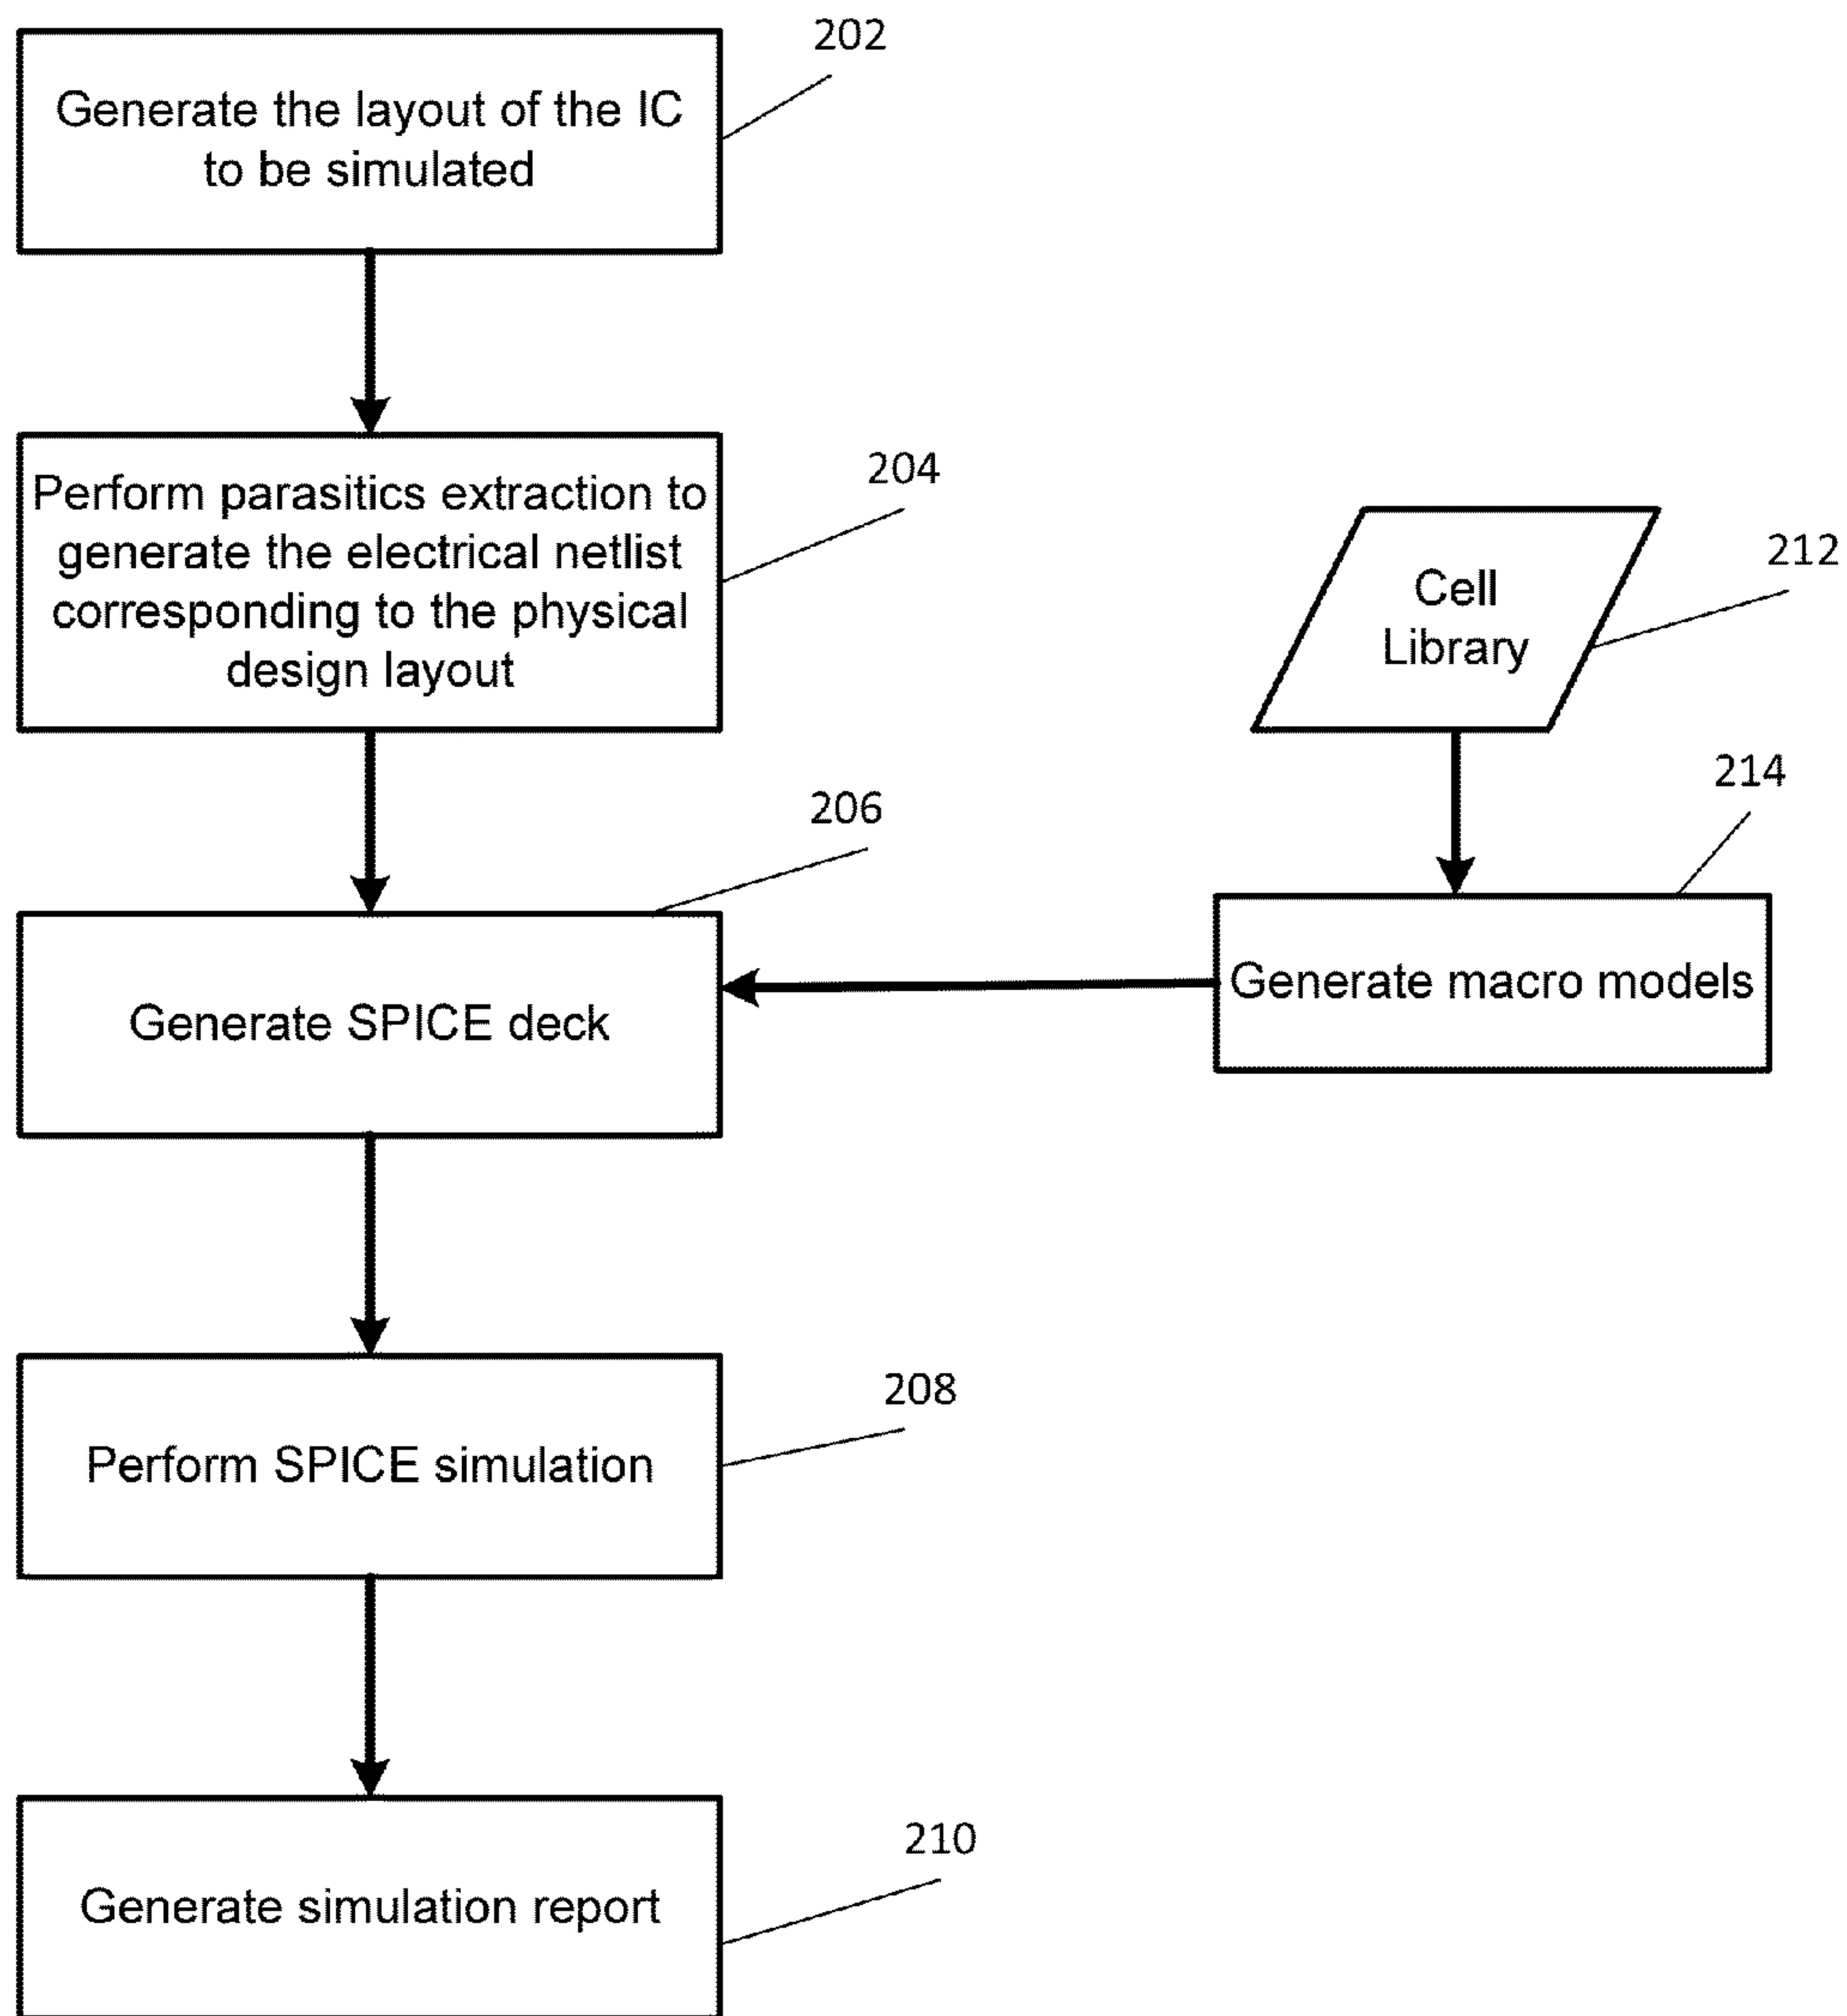 202
Generate the layout of the IC
to be simulated
204
Perform parasitics extraction to
generate the electrical netlist
corresponding to the physical
design layout
212
Cell
Library
214
Generate macro models
206
Generate SPICE deck
208
Perform SPICE simulation
210
Generate simulation report